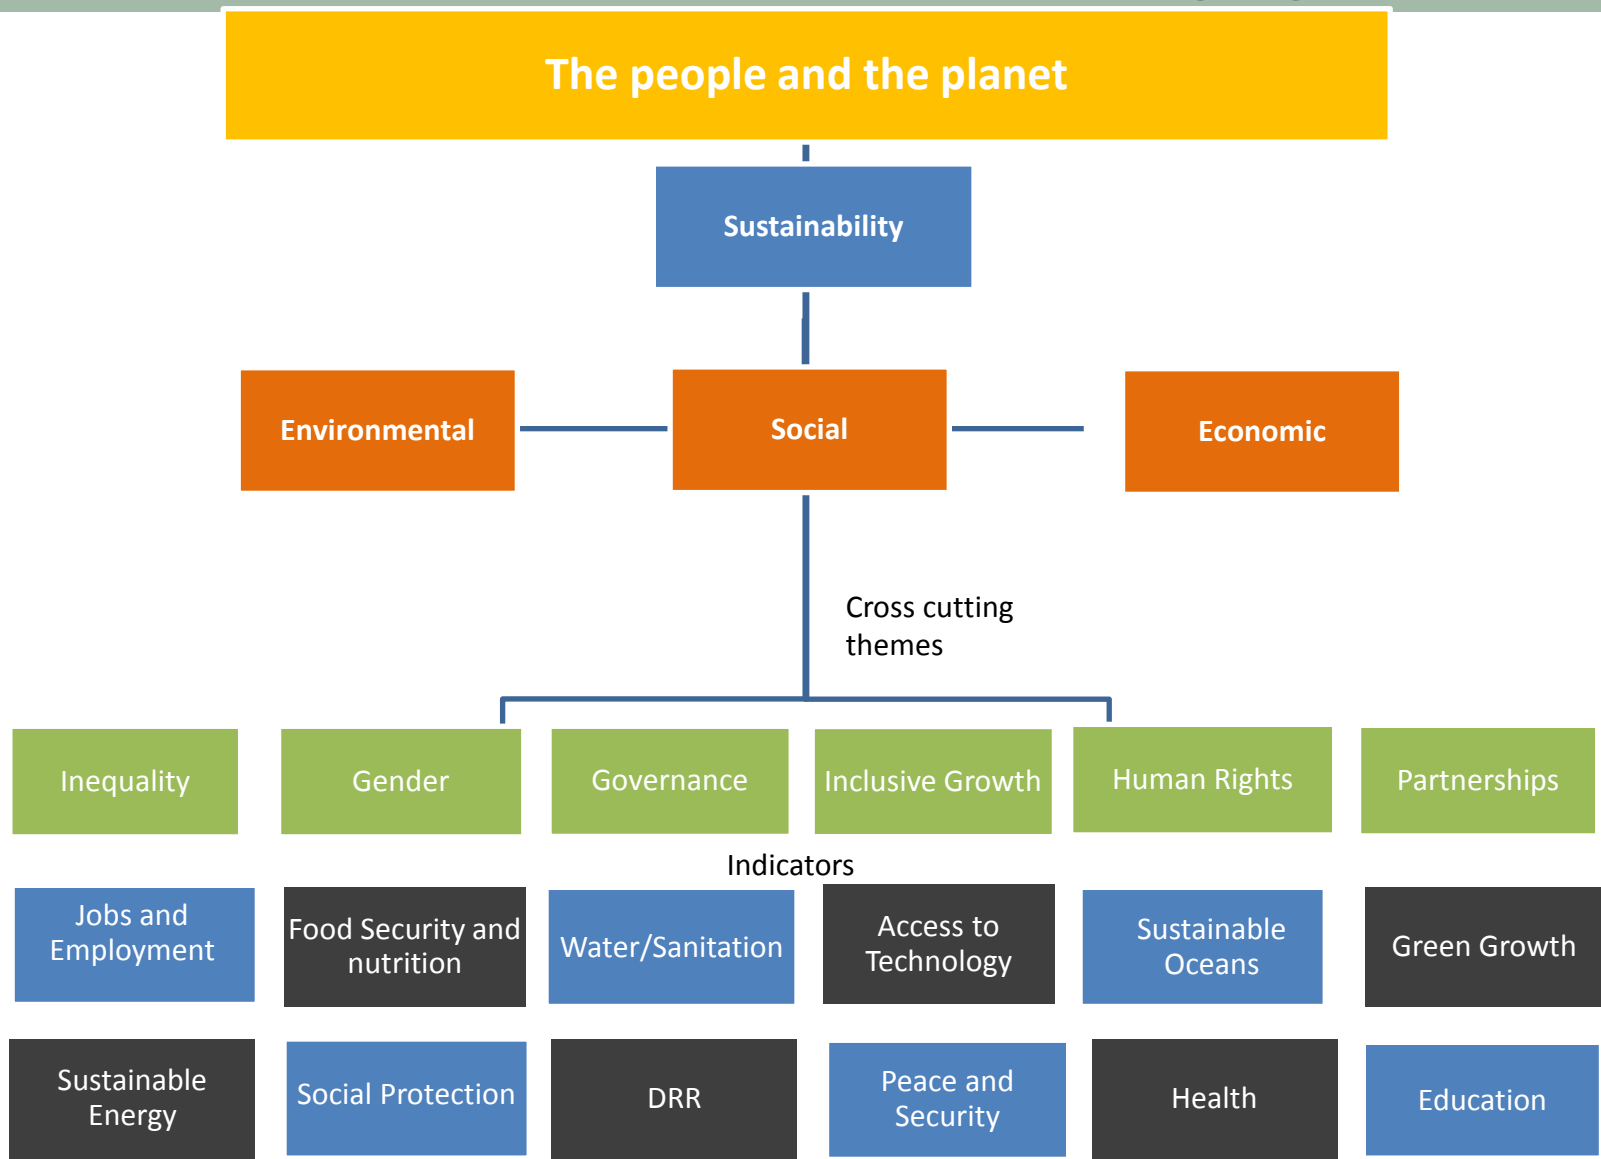 The people and the planet
Sustainability
Environmental
Social
Economic
Cross cutting
themes
Inequality
Gender
Governance
Inclusive Growth
Human Rights
Partnerships
Indicators
Jobs and
Employment
Food Security and
nutrition
Water/Sanitation
Access to
Technology
Sustainable
Oceans
Green Growth
Sustainable
Energy
Social Protection
DRR
Peace and
Security
Health
Education